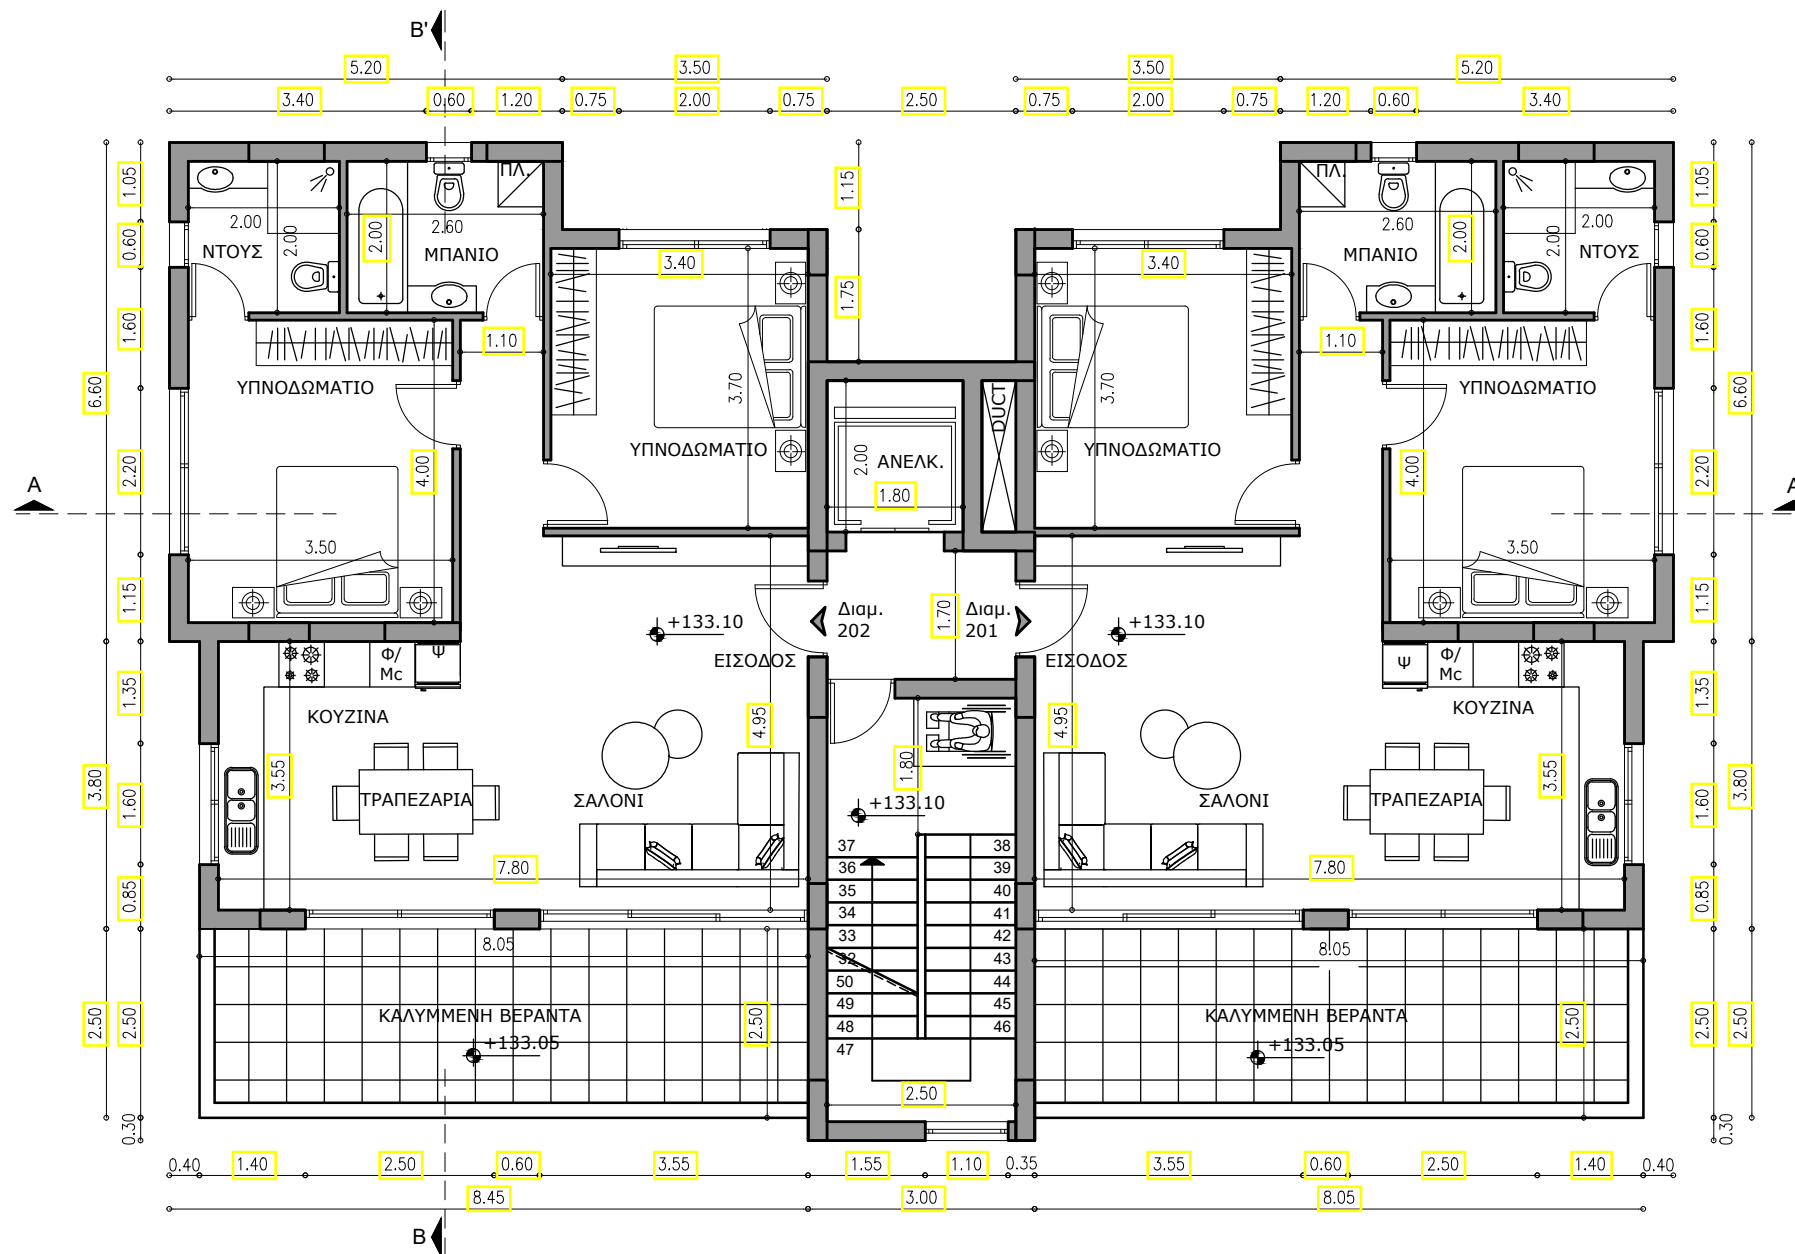 B'
5.20 3.50 3.50 5.20
3.40 0.60 1.20 0.75 2.00 0.75 2.50 0.75 2.00 0.75 1.20 0.60 3.40
1.05 0.60 1.60 2.20 1.15 1.35 1.60 0.85 2.50 0.30
6.60 3.80 2.50
1.15 1.75
ΠΛ.
2.00 2.00 2.00 2.60
ΝΤΟΥΣ
ΜΠΑΝΙΟ
3.40
1.10
ΥΠΝΟΔΩΜΑΤΙΟ
3.70
ΥΠΝΟΔΩΜΑΤΙΟ
4.00
3.50
A
2.00
ΑΝΕΛΚ.
1.80
DUCT
ΠΛ.
2.60 2.00 2.00 2.00
ΜΠΑΝΙΟ
ΝΤΟΥΣ
3.40
1.10
ΥΠΝΟΔΩΜΑΤΙΟ
3.70
ΥΠΝΟΔΩΜΑΤΙΟ
4.00
3.50
A
Διαμ.
202
1.70
Διαμ.
201
+133.10
ΕΙΣΟΔΟΣ
+133.10
ΕΙΣΟΔΟΣ
Φ/
Mc
Ψ
ΚΟΥΖΙΝΑ
3.55
ΤΡΑΠΕΖΑΡΙΑ
ΣΑΛΟΝΙ
4.95
7.80
1.80
+133.10
Ψ
Φ/
Mc
ΚΟΥΖΙΝΑ
4.95
ΣΑΛΟΝΙ
ΤΡΑΠΕΖΑΡΙΑ
3.55
7.80
37 38
36 39
35 40
34 41
33 42
32 43
50 44
49 45
48 46
47
2.50
8.05
ΚΑΛΥΜΜΕΝΗ ΒΕΡΑΝΤΑ
+133.05
2.50
8.05
ΚΑΛΥΜΜΕΝΗ ΒΕΡΑΝΤΑ
+133.05
2.50
1.05 0.60 1.60 2.20 1.15 1.35 1.60 0.85 2.50 0.30
6.60 3.80 2.50
0.40 1.40 2.50 0.60 3.55 1.55 1.10 0.35 3.55 0.60 2.50 1.40 0.40
8.45 3.00 8.05
B